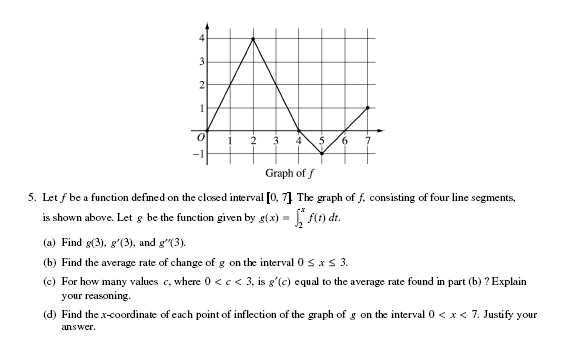 4
3
2
1
O 1 2 3 4 5 6 7
−1
Graph of f
5. Let f be a function defined on the closed interval [0, 7]. The graph of f, consisting of four line segments,
is shown above. Let g be the function given by g(x) = ∫₂ˣ f(t) dt.
(a) Find g(3), g′(3), and g″(3).
(b) Find the average rate of change of g on the interval 0 ≤ x ≤ 3.
(c) For how many values c, where 0 < c < 3, is g′(c) equal to the average rate found in part (b) ? Explain
your reasoning.
(d) Find the x-coordinate of each point of inflection of the graph of g on the interval 0 < x < 7. Justify your
answer.